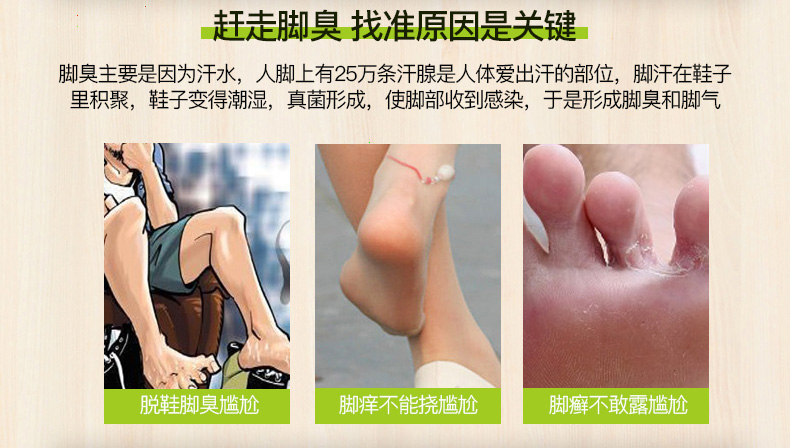 赶走脚臭 找准原因是关键
脚臭主要是因为汗水，人脚上有25万条汗腺是人体爱出汗的部位，脚汗在鞋子
里积聚，鞋子变得潮湿，真菌形成，使脚部收到感染，于是形成脚臭和脚气
脱鞋脚臭尴尬
脚痒不能挠尴尬
脚癣不敢露尴尬